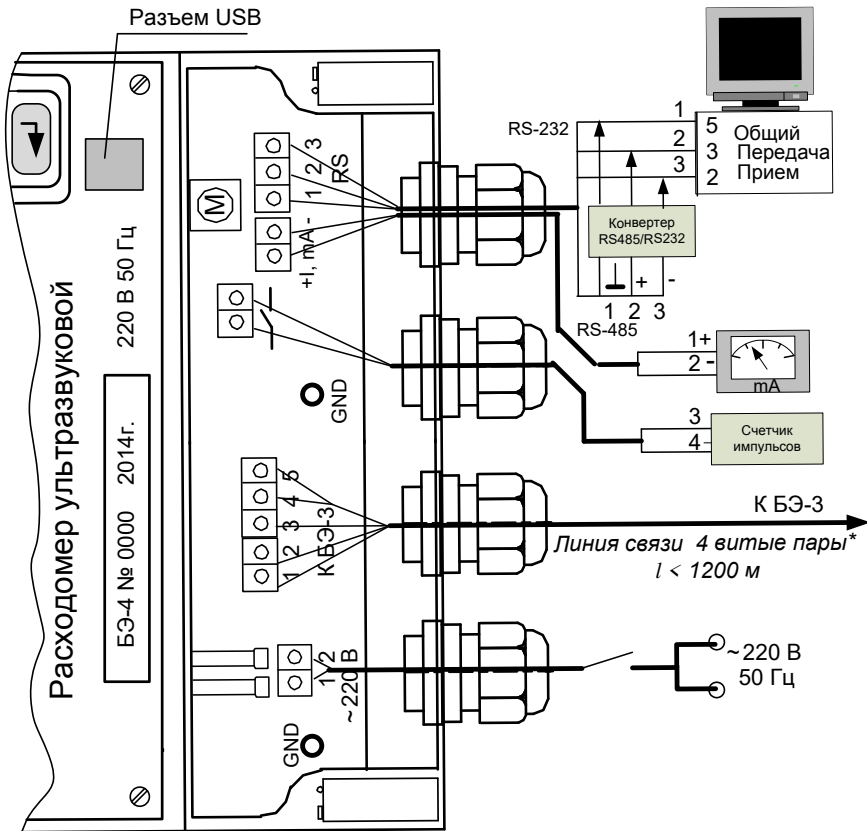 Разъем USB
Расходомер ультразвуковой
220 В 50 Гц
БЭ-4 № 0000 2014г.
M
1 2 3
RS
+I, mA -
GND
1 2 3 4 5
К БЭ-3
1 2
~220 В
GND
RS-232
1
2
3
5 Общий
3 Передача
2 Прием
Конвертер
RS485/RS232
+ -
1 2 3
RS-485
1+
2 -
mA
3
4
Счетчик
импульсов
К БЭ-3
Линия связи 4 витые пары*
l < 1200 м
~220 В
50 Гц